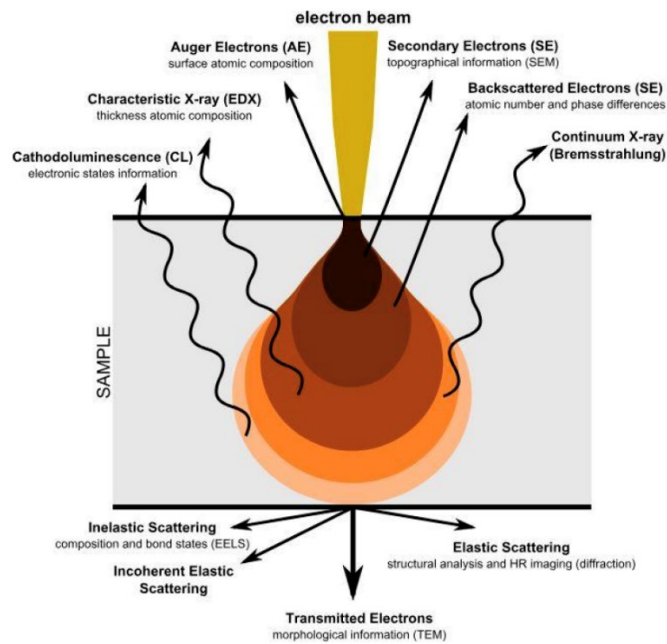 electron beam
Auger Electrons (AE)
surface atomic composition
Secondary Electrons (SE)
topographical information (SEM)
Characteristic X-ray (EDX)
thickness atomic composition
Backscattered Electrons (SE)
atomic number and phase differences
Cathodoluminescence (CL)
electronic states information
Continuum X-ray
(Bremsstrahlung)
SAMPLE
Inelastic Scattering
composition and bond states (EELS)
Incoherent Elastic
Scattering
Elastic Scattering
structural analysis and HR imaging (diffraction)
Transmitted Electrons
morphological information (TEM)